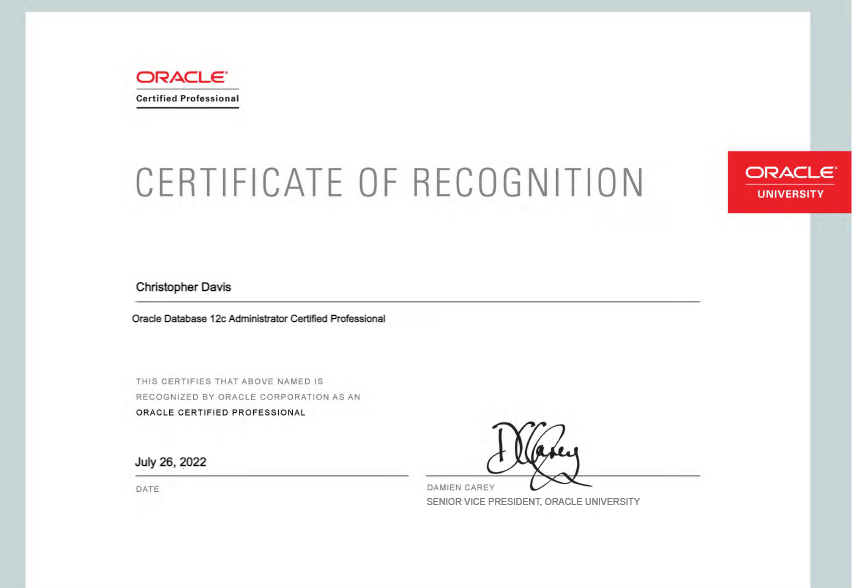 ORACLE
Certified Professional
CERTIFICATE OF RECOGNITION
ORACLE
UNIVERSITY
Christopher Davis
Oracle Database 12c Administrator Certified Professional
THIS CERTIFIES THAT ABOVE NAMED IS
RECOGNIZED BY ORACLE CORPORATION AS AN
ORACLE CERTIFIED PROFESSIONAL
July 26, 2022
DATE
DCarey
DAMIEN CAREY
SENIOR VICE PRESIDENT, ORACLE UNIVERSITY